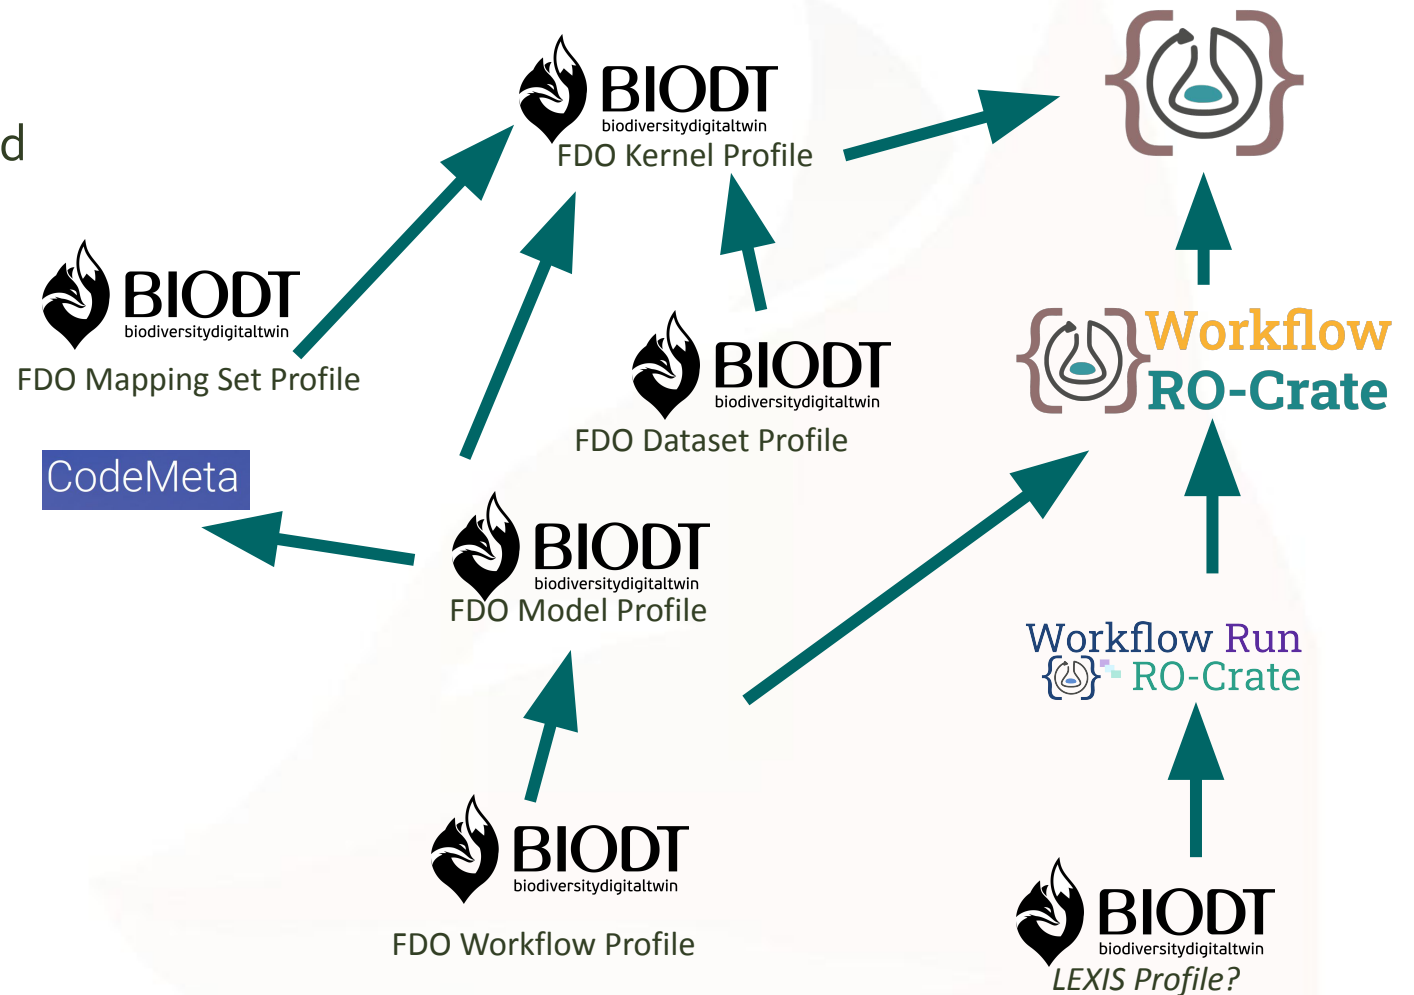 d
BIODT
biodiversitydigitaltwin
FDO Kernel Profile
BIODT
biodiversitydigitaltwin
FDO Mapping Set Profile
BIODT
biodiversitydigitaltwin
FDO Dataset Profile
Workflow
RO-Crate
CodeMeta
BIODT
biodiversitydigitaltwin
FDO Model Profile
Workflow Run
RO-Crate
BIODT
biodiversitydigitaltwin
FDO Workflow Profile
BIODT
biodiversitydigitaltwin
LEXIS Profile?